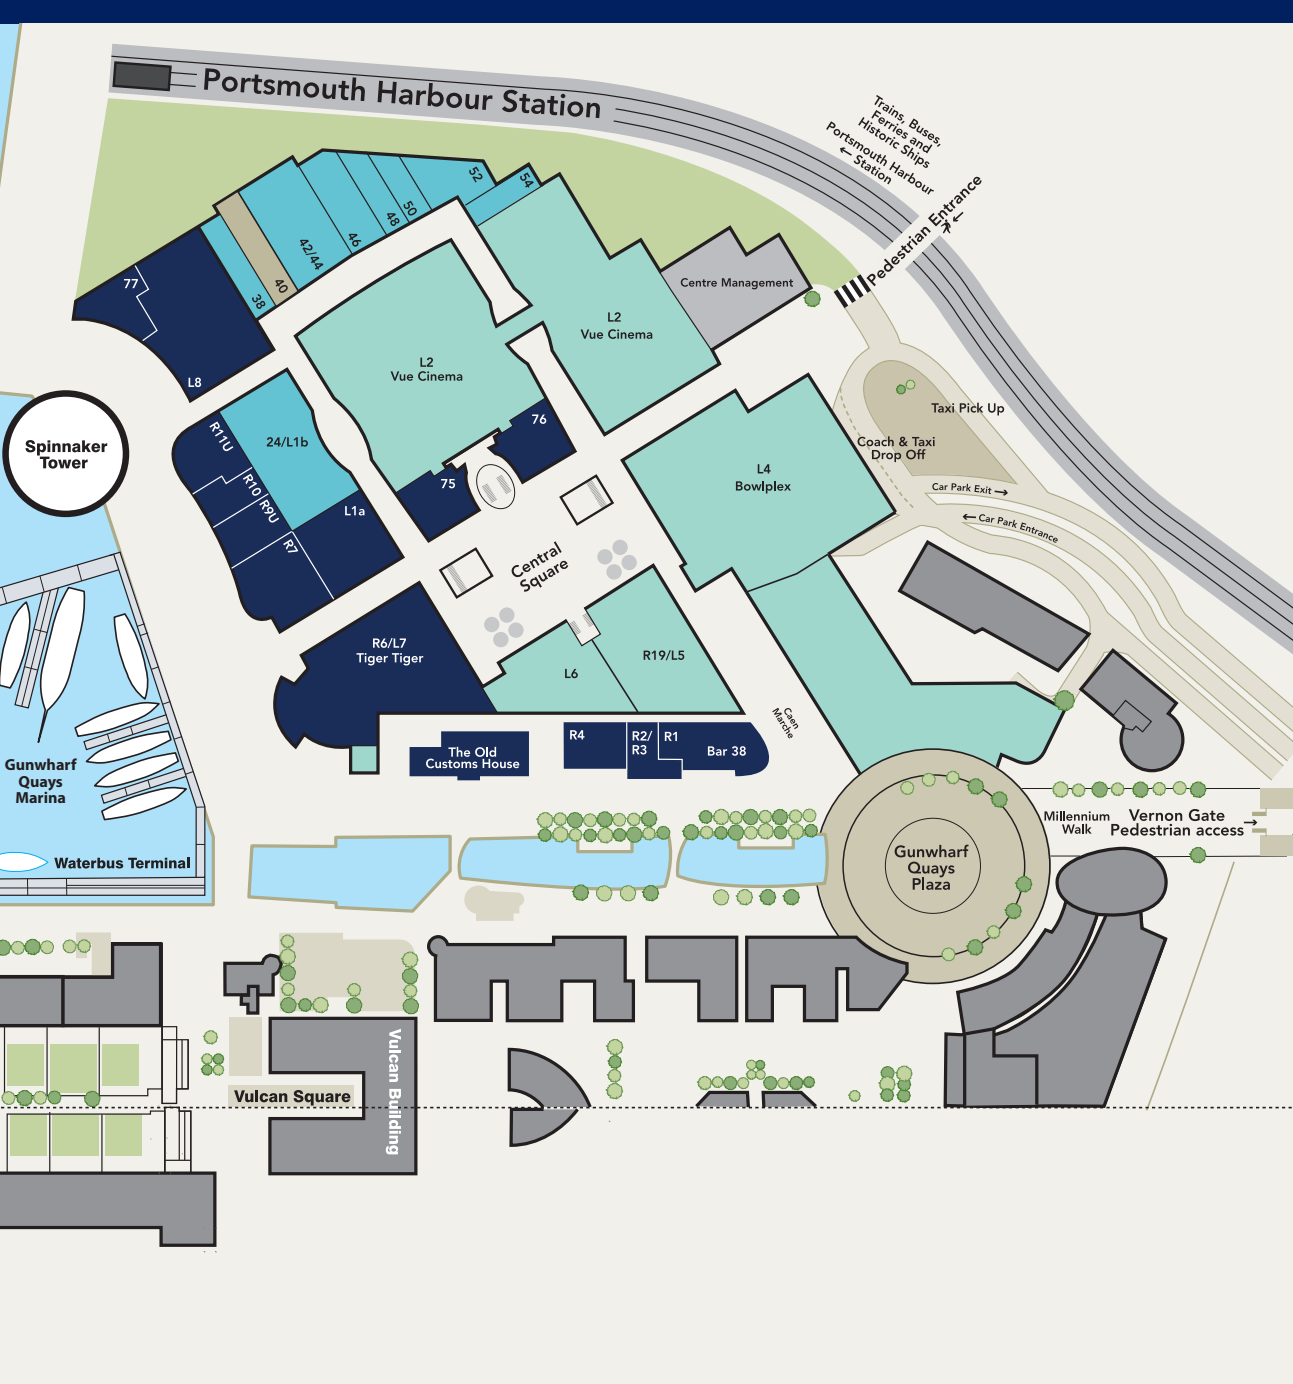 Portsmouth Harbour Station
Trains, Buses,
Ferries and
Historic Ships
Portsmouth Harbour
← Station
Pedestrian Entrance
52
54
50
48
46
42/44
40
38
77
L8
Centre Management
L2
Vue Cinema
L2
Vue Cinema
76
75
Spinnaker
Tower
R11U
24/L1b
R10
R9U
L1a
R7
Taxi Pick Up
Coach & Taxi
Drop Off
Car Park Exit →
← Car Park Entrance
L4
Bowlplex
Central
Square
R6/L7
Tiger Tiger
L6
R19/L5
Caen
Marche
R4
R2/
R3
R1
Bar 38
The Old
Customs House
Gunwharf
Quays
Marina
Waterbus Terminal
Millennium
Walk
Vernon Gate
Pedestrian access →
Gunwharf
Quays
Plaza
Vulcan Building
Vulcan Square